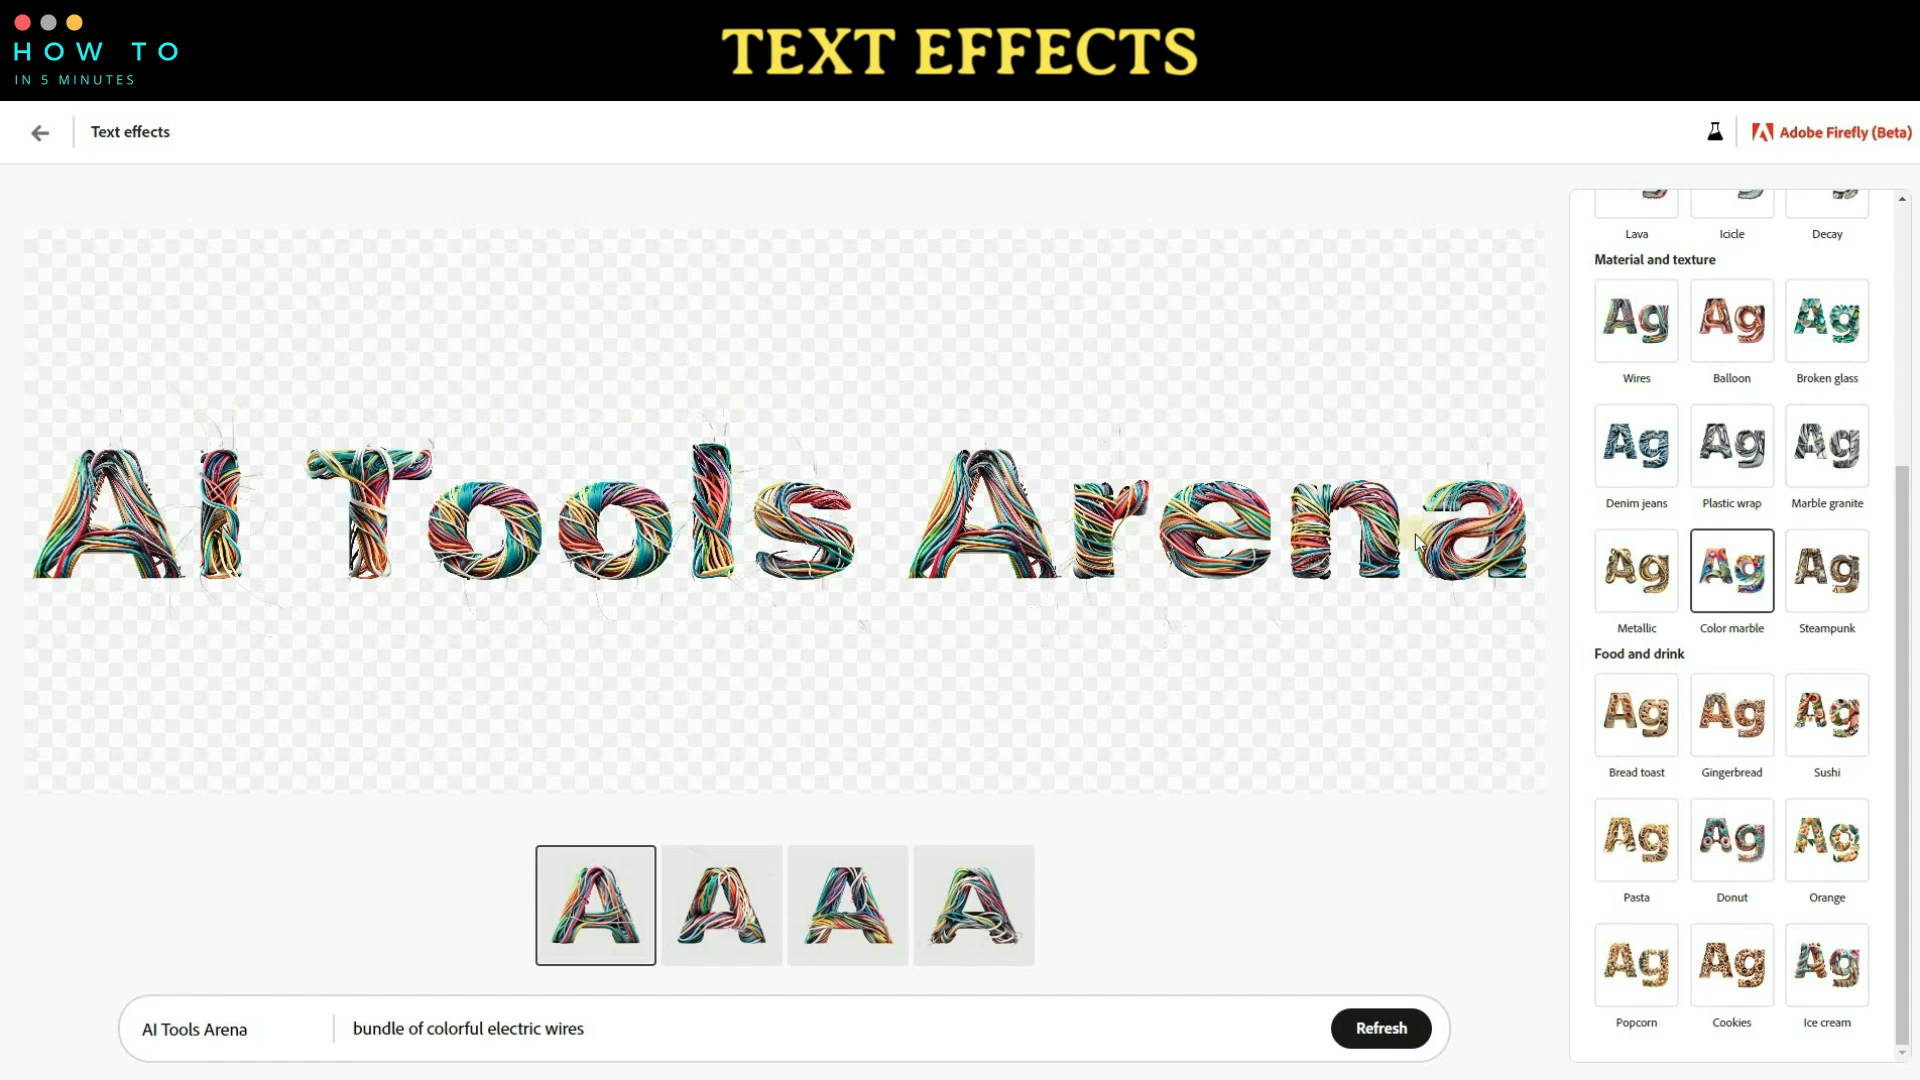 HOW TO
IN 5 MINUTES
TEXT EFFECTS
Text effects
Adobe Firefly (Beta)
AI Tools Arena
A A A A
AI Tools Arena
bundle of colorful electric wires
Refresh
Lava Icicle Decay
Material and texture
Ag Ag Ag
Wires Balloon Broken glass
Ag Ag Ag
Denim jeans Plastic wrap Marble granite
Ag Ag Ag
Metallic Color marble Steampunk
Food and drink
Ag Ag Ag
Bread toast Gingerbread Sushi
Ag Ag Ag
Pasta Donut Orange
Ag Ag Ag
Popcorn Cookies Ice cream